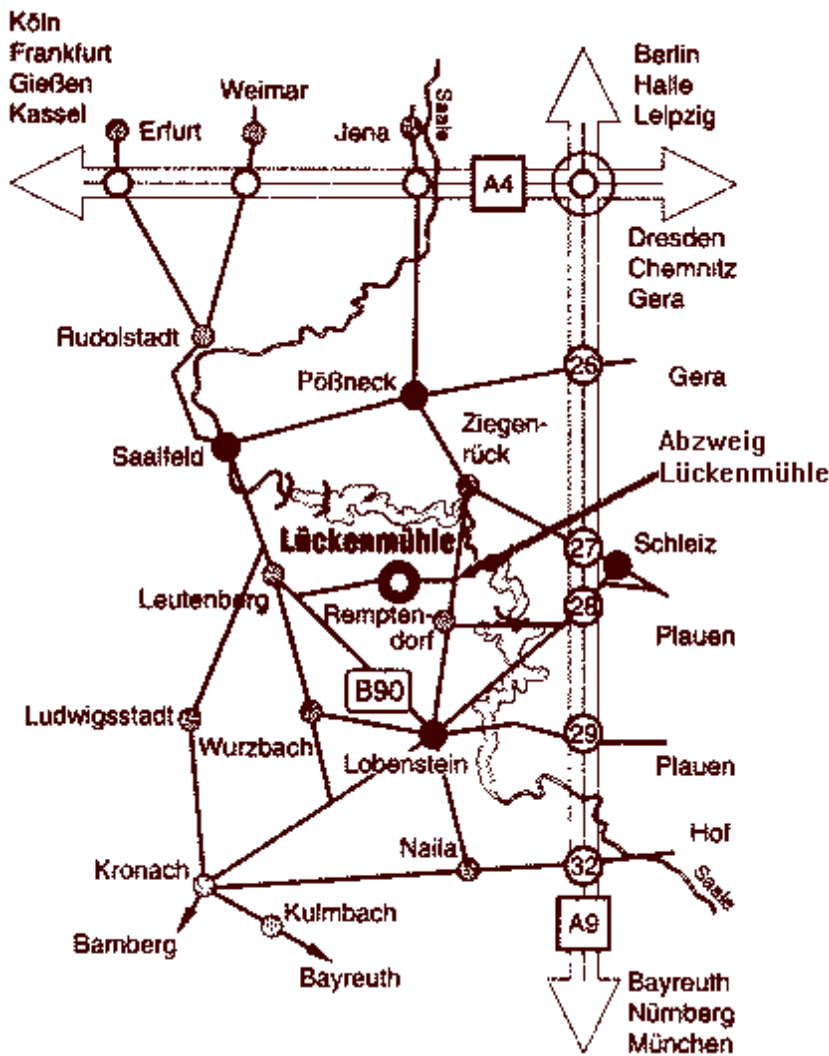 Köln
Frankfurt
Gießen
Kassel
Weimar
Erfurt
Jena
Saale
Berlin
Halle
Leipzig
A4
Dresden
Chemnitz
Gera
Rudolstadt
Pößneck
26
Gera
Saalfeld
Ziegen-
rück
Abzweig
Lückenmühle
Lückenmühle
27
Schleiz
Leutenberg
Rempten-
dorf
28
Plauen
B90
Ludwigsstadt
Wurzbach
Lobenstein
29
Plauen
Naila
32
Hof
Saale
Kronach
Kulmbach
Bamberg
Bayreuth
A9
Bayreuth
Nürnberg
München